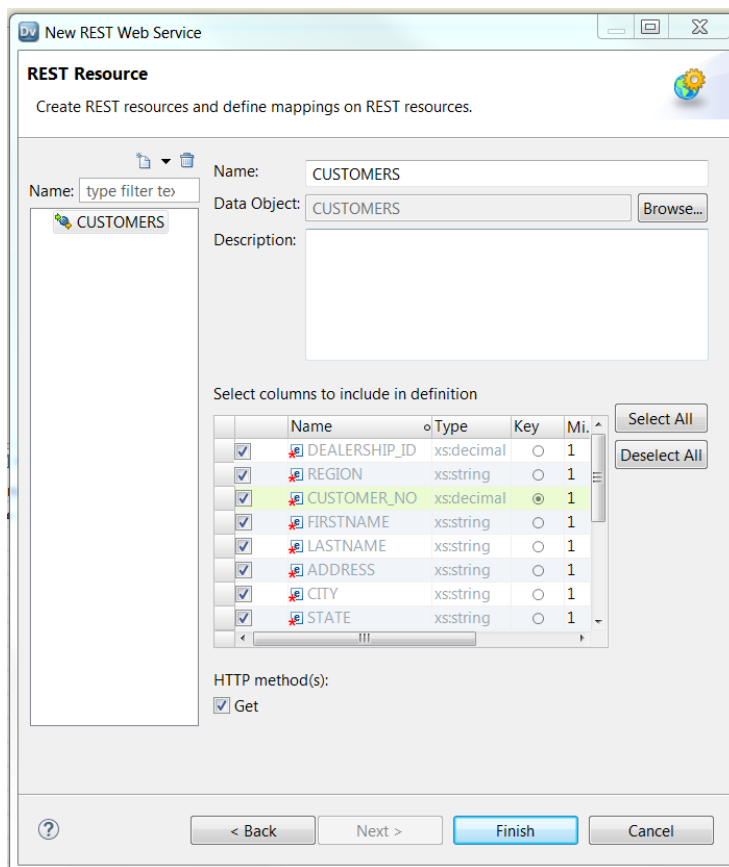 Dv New REST Web Service
REST Resource
Create REST resources and define mappings on REST resources.
Name: type filter tex
CUSTOMERS
Name: CUSTOMERS
Data Object: CUSTOMERS Browse...
Description:
Select columns to include in definition
Name Type Key Mi.
DEALERSHIP_ID xs:decimal 1
REGION xs:string 1
CUSTOMER_NO xs:decimal 1
FIRSTNAME xs:string 1
LASTNAME xs:string 1
ADDRESS xs:string 1
CITY xs:string 1
STATE xs:string 1
Select All
Deselect All
HTTP method(s):
Get
? < Back Next > Finish Cancel